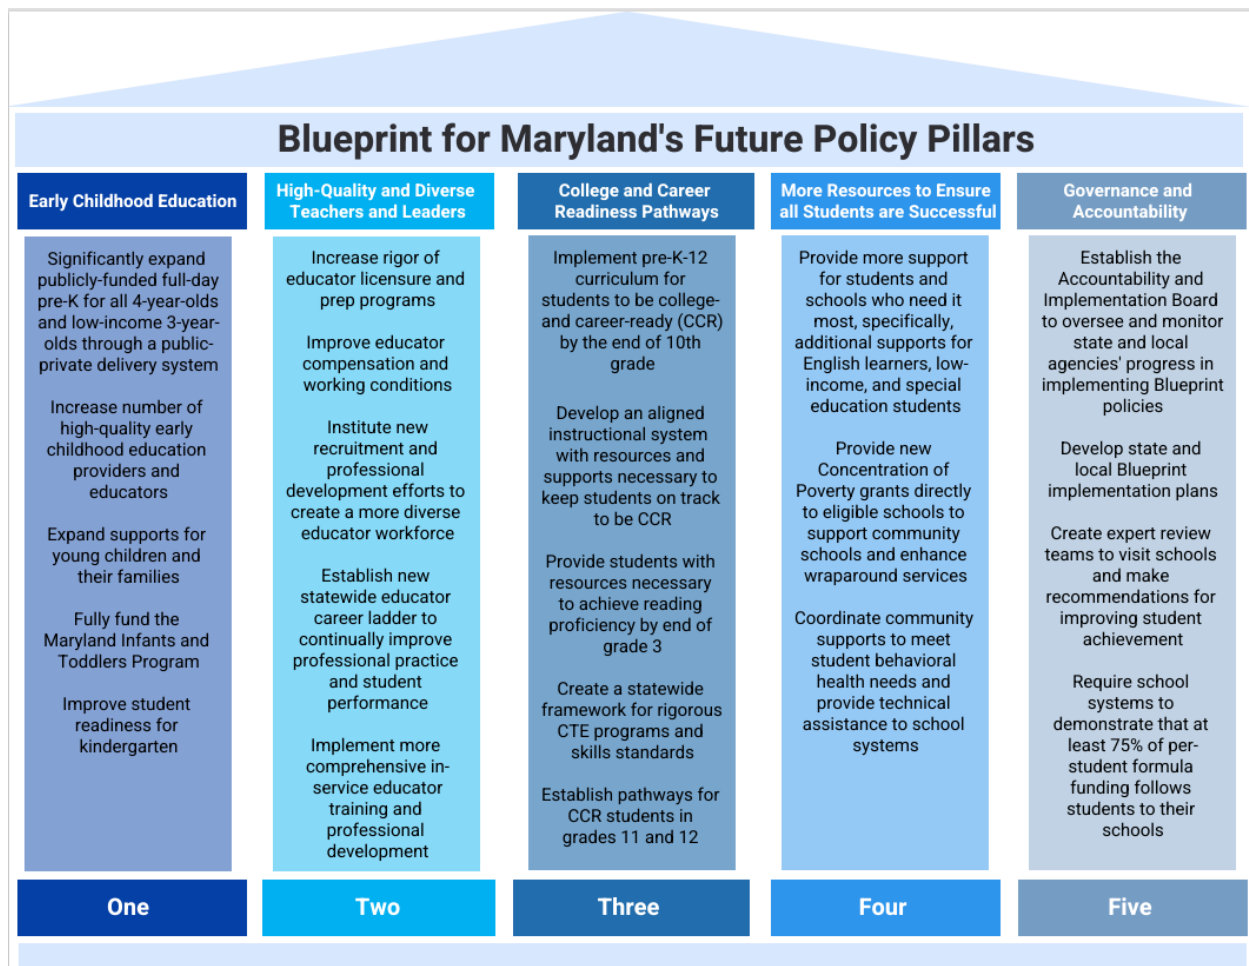 Blueprint for Maryland's Future Policy Pillars
Early Childhood Education
Significantly expand
publicly-funded full-day
pre-K for all 4-year-olds
and low-income 3-year-
olds through a public-
private delivery system
Increase number of
high-quality early
childhood education
providers and
educators
Expand supports for
young children and
their families
Fully fund the
Maryland Infants and
Toddlers Program
Improve student
readiness for
kindergarten
One
High-Quality and Diverse
Teachers and Leaders
Increase rigor of
educator licensure and
prep programs
Improve educator
compensation and
working conditions
Institute new
recruitment and
professional
development efforts to
create a more diverse
educator workforce
Establish new
statewide educator
career ladder to
continually improve
professional practice
and student
performance
Implement more
comprehensive in-
service educator
training and
professional
development
Two
College and Career
Readiness Pathways
Implement pre-K-12
curriculum for
students to be college-
and career-ready (CCR)
by the end of 10th
grade
Develop an aligned
instructional system
with resources and
supports necessary to
keep students on track
to be CCR
Provide students with
resources necessary
to achieve reading
proficiency by end of
grade 3
Create a statewide
framework for rigorous
CTE programs and
skills standards
Establish pathways for
CCR students in
grades 11 and 12
Three
More Resources to Ensure
all Students are Successful
Provide more support
for students and
schools who need it
most, specifically,
additional supports for
English learners, low-
income, and special
education students
Provide new
Concentration of
Poverty grants directly
to eligible schools to
support community
schools and enhance
wraparound services
Coordinate community
supports to meet
student behavioral
health needs and
provide technical
assistance to school
systems
Four
Governance and
Accountability
Establish the
Accountability and
Implementation Board
to oversee and monitor
state and local
agencies' progress in
implementing Blueprint
policies
Develop state and
local Blueprint
implementation plans
Create expert review
teams to visit schools
and make
recommendations for
improving student
achievement
Require school
systems to
demonstrate that at
least 75% of per-
student formula
funding follows
students to their
schools
Five